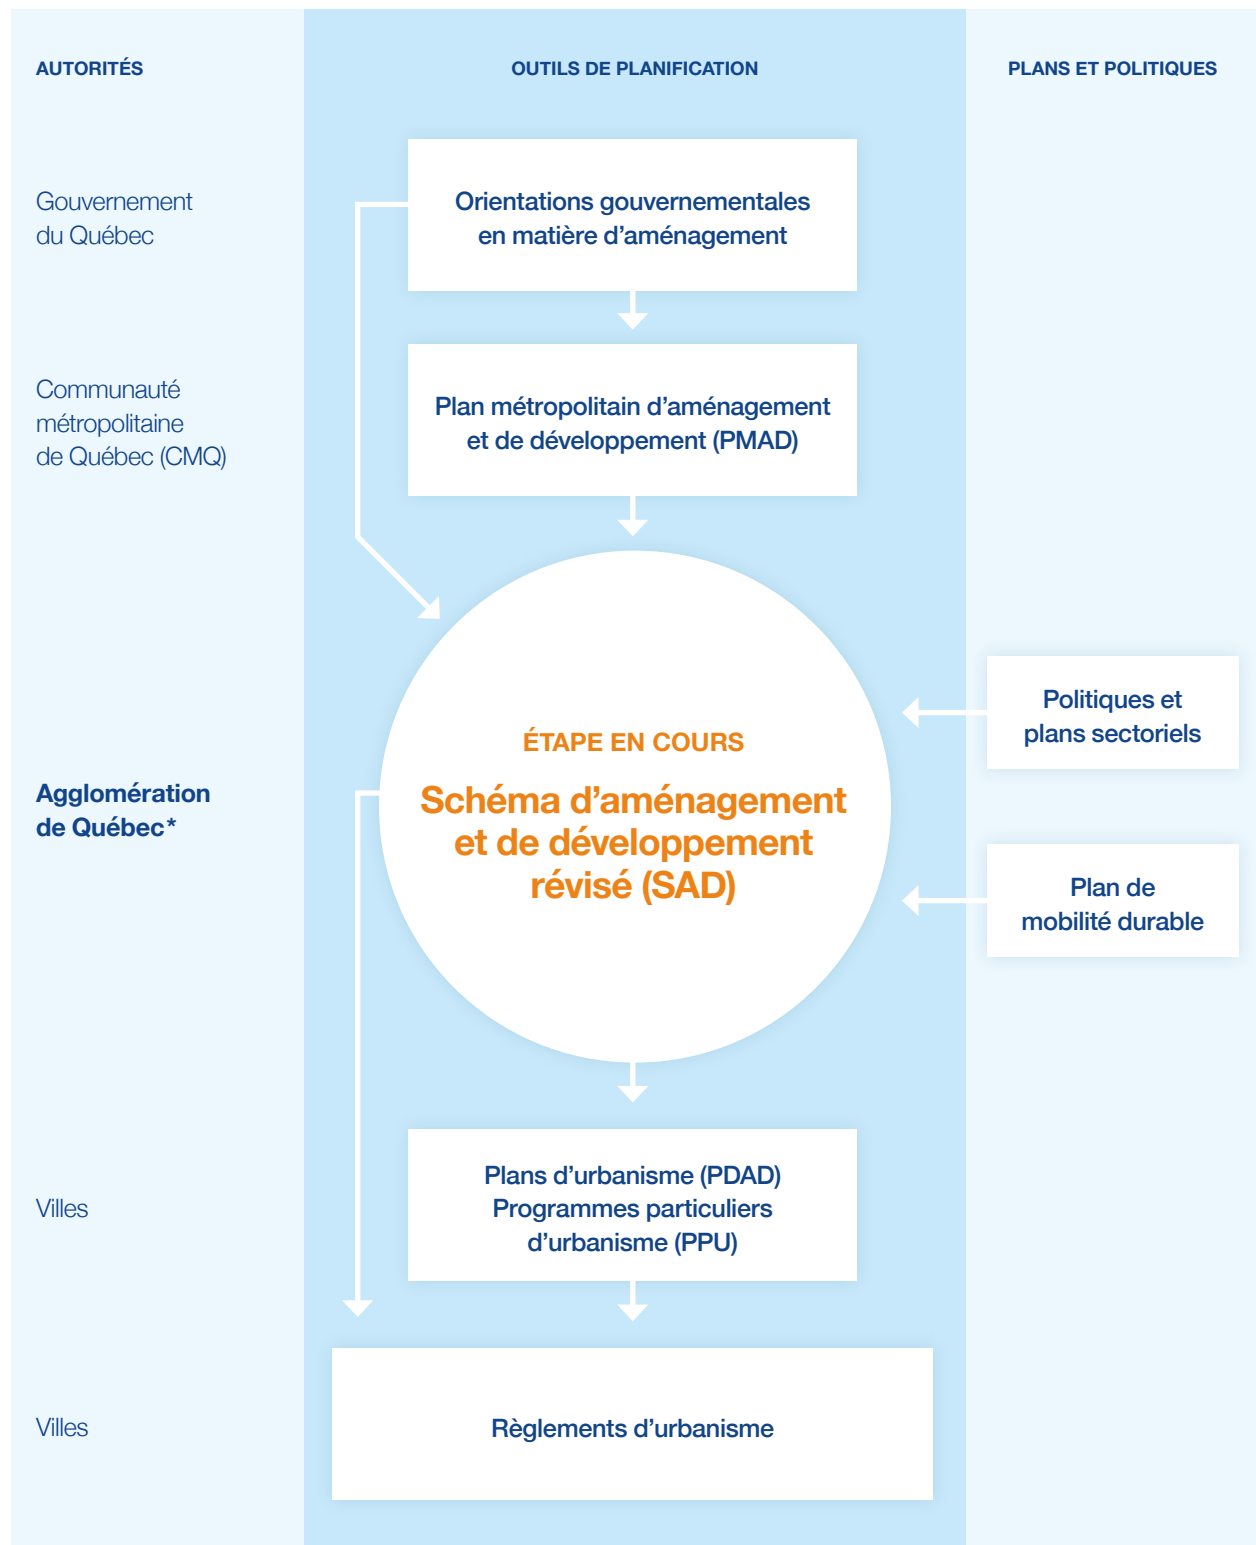 AUTORITÉS
OUTILS DE PLANIFICATION
PLANS ET POLITIQUES
Gouvernement
du Québec
Orientations gouvernementales
en matière d’aménagement
Communauté
métropolitaine
de Québec (CMQ)
Plan métropolitain d’aménagement
et de développement (PMAD)
Agglomération
de Québec*
ÉTAPE EN COURS
Schéma d’aménagement
et de développement
révisé (SAD)
Politiques et
plans sectoriels
Plan de
mobilité durable
Villes
Plans d’urbanisme (PDAD)
Programmes particuliers
d’urbanisme (PPU)
Villes
Règlements d’urbanisme